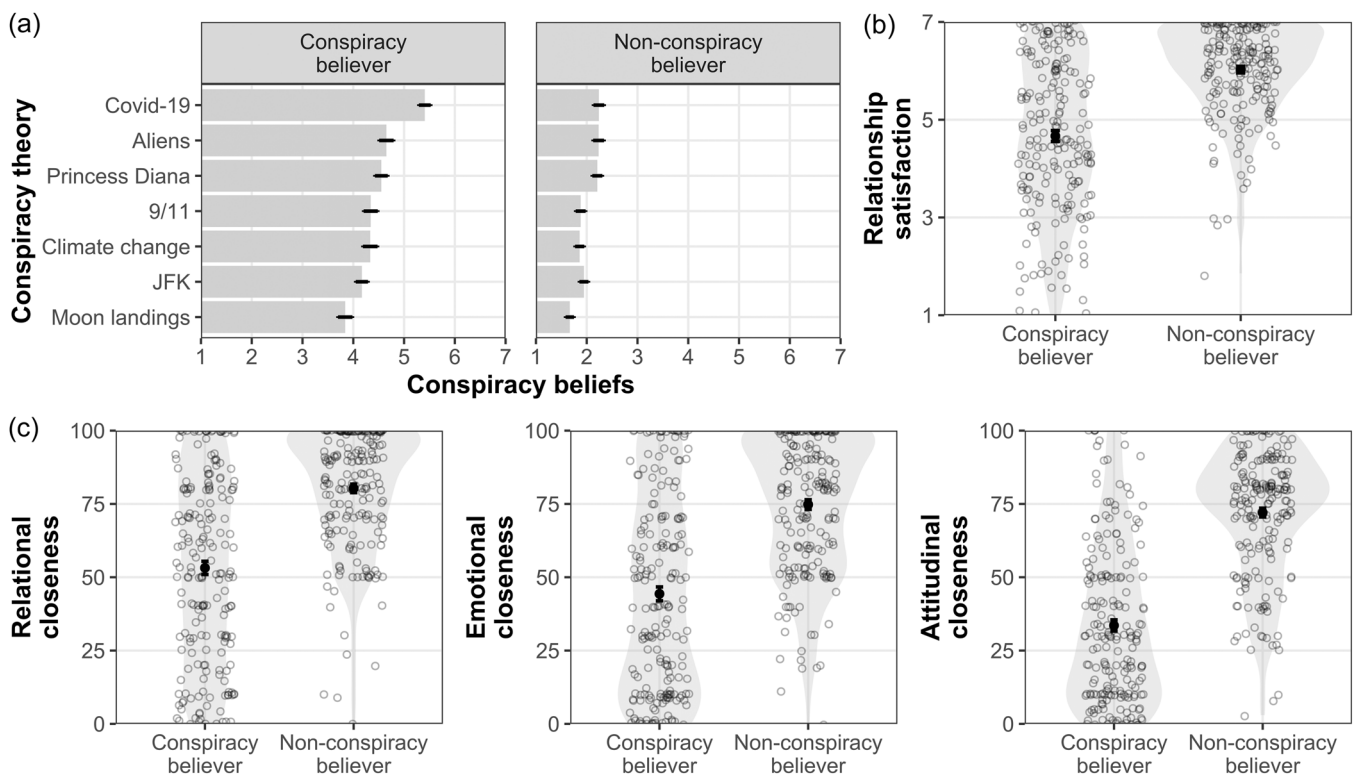 (a)
Conspiracy
believer
Non-conspiracy
believer
Conspiracy theory
Covid-19
Aliens
Princess Diana
9/11
Climate change
JFK
Moon landings
1 2 3 4 5 6 7
1 2 3 4 5 6 7
Conspiracy beliefs
(b)
Relationship
satisfaction
7
5
3
1
Conspiracy
believer
Non-conspiracy
believer
(c)
Relational
closeness
100
75
50
25
0
Conspiracy
believer
Non-conspiracy
believer
Emotional
closeness
100
75
50
25
0
Conspiracy
believer
Non-conspiracy
believer
Attitudinal
closeness
100
75
50
25
0
Conspiracy
believer
Non-conspiracy
believer